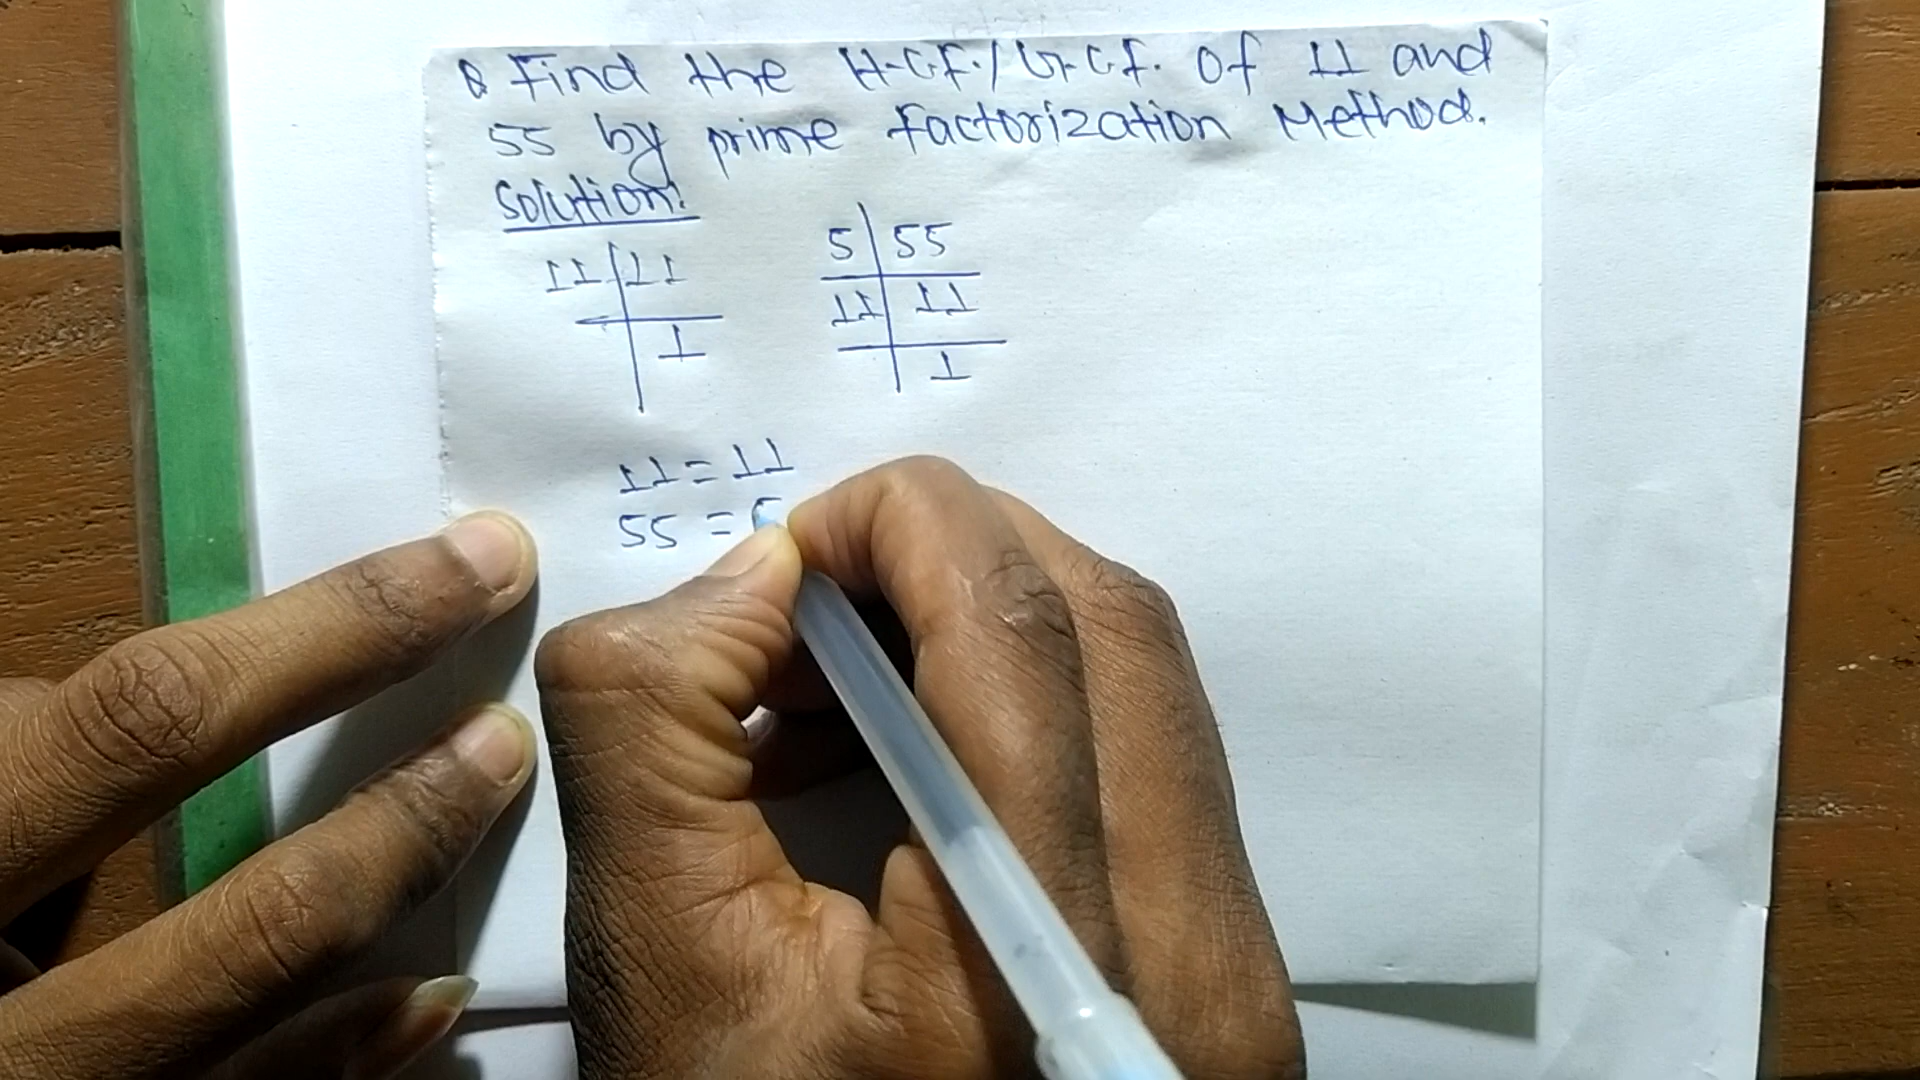 Q Find the H.C.F./G.C.F. Of 11 and
55 by prime factorization Method.
Solution:
11 | 11
1
5 | 55
11 | 11
1
11 = 11
55 = 5